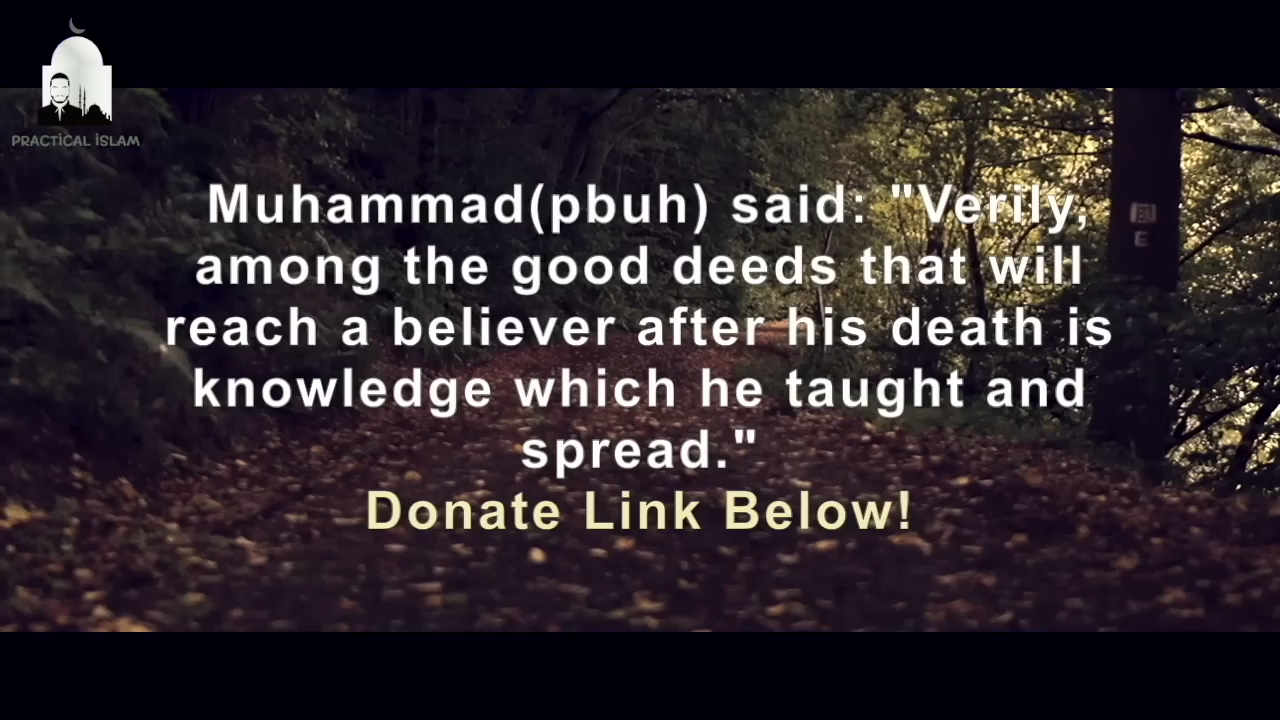 PRACTICAL ISLAM
Muhammad(pbuh) said: "Verily,
among the good deeds that will
reach a believer after his death is
knowledge which he taught and
spread."
Donate Link Below!